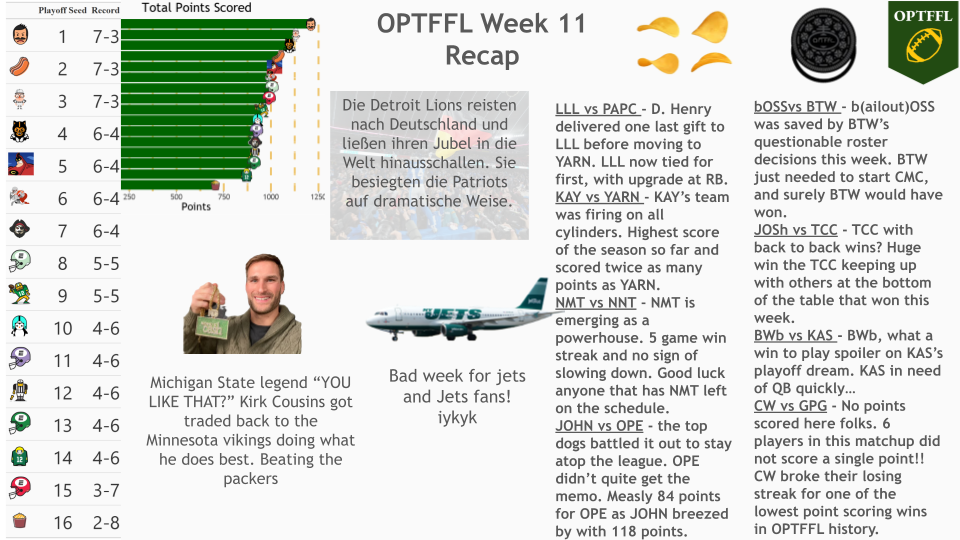 OPTFFL Week 11
Recap
OPTFFL
Playoff Seed Record
1 7-3
2 7-3
3 7-3
4 6-4
5 6-4
6 6-4
7 6-4
8 5-5
9 5-5
10 4-6
11 4-6
12 4-6
13 4-6
14 4-6
15 3-7
16 2-8
Total Points Scored
250 500 750 1000 1250
Points
Die Detroit Lions reisten
nach Deutschland und
ließen ihren Jubel in die
Welt hinausschallen. Sie
besiegten die Patriots
auf dramatische Weise.
Michigan State legend “YOU
LIKE THAT?” Kirk Cousins got
traded back to the
Minnesota vikings doing what
he does best. Beating the
packers
JETS
Bad week for jets
and Jets fans!
iykyk
LLL vs PAPC - D. Henry
delivered one last gift to
LLL before moving to
YARN. LLL now tied for
first, with upgrade at RB.
KAY vs YARN - KAY’s team
was firing on all
cylinders. Highest score
of the season so far and
scored twice as many
points as YARN.
NMT vs NNT - NMT is
emerging as a
powerhouse. 5 game win
streak and no sign of
slowing down. Good luck
anyone that has NMT left
on the schedule.
JOHN vs OPE - the top
dogs battled it out to stay
atop the league. OPE
didn’t quite get the
memo. Measly 84 points
for OPE as JOHN breezed
by with 118 points.
bOSSvs BTW - b(ailout)OSS
was saved by BTW’s
questionable roster
decisions this week. BTW
just needed to start CMC,
and surely BTW would have
won.
JOSh vs TCC - TCC with
back to back wins? Huge
win the TCC keeping up
with others at the bottom
of the table that won this
week.
BWb vs KAS - BWb, what a
win to play spoiler on KAS’s
playoff dream. KAS in need
of QB quickly…
CW vs GPG - No points
scored here folks. 6
players in this matchup did
not score a single point!!
CW broke their losing
streak for one of the
lowest point scoring wins
in OPTFFL history.